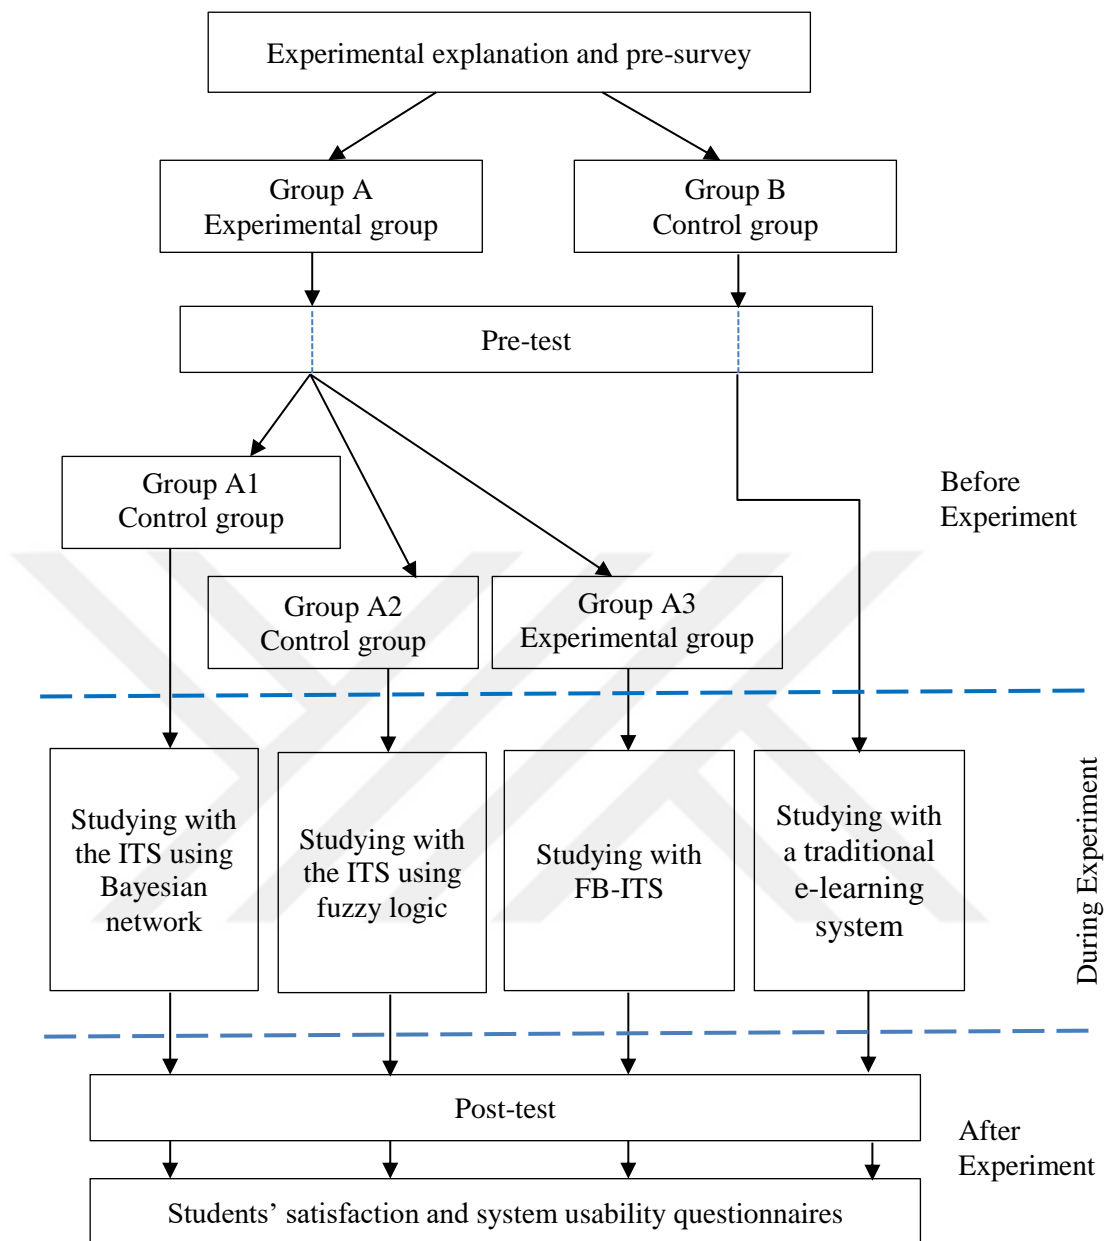 Experimental explanation and pre-survey
Group A
Experimental group
Group B
Control group
Pre-test
Group A1
Control group
Before
Experiment
Group A2
Control group
Group A3
Experimental group
Studying with
the ITS using
Bayesian
network
Studying with
the ITS using
fuzzy logic
Studying with
FB-ITS
Studying with
a traditional
e-learning
system
During Experiment
Post-test
After
Experiment
Students’ satisfaction and system usability questionnaires